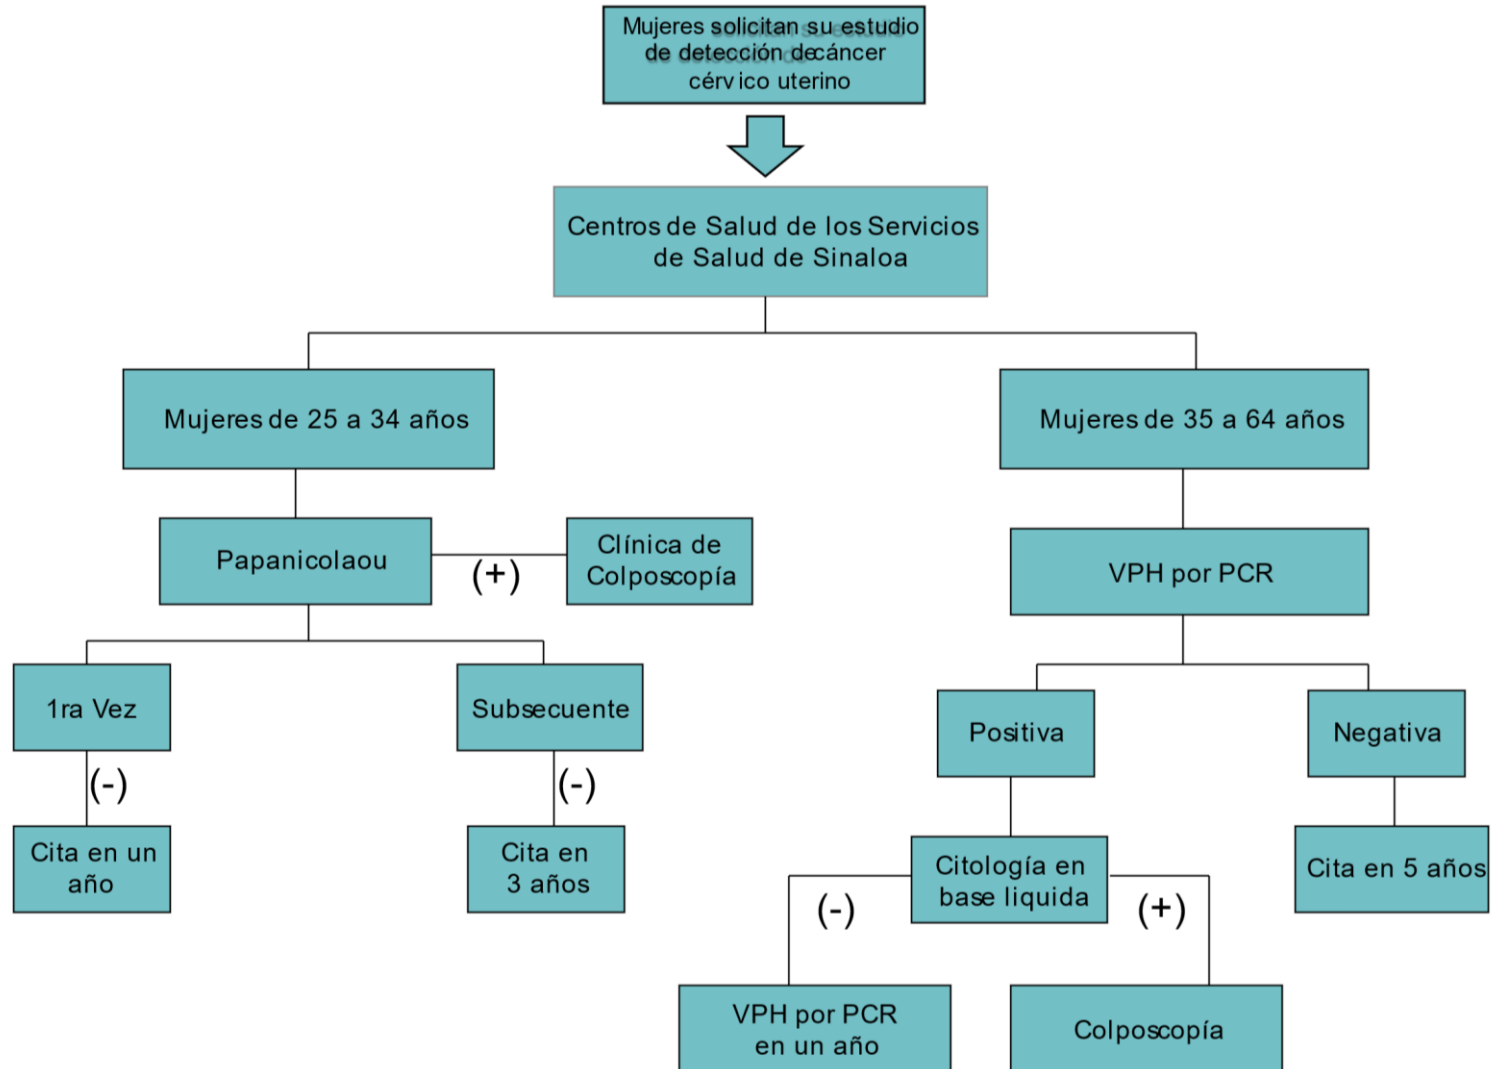 Mujeres solicitan su estudio
de detección de cáncer
cérvico uterino
Centros de Salud de los Servicios
de Salud de Sinaloa
Mujeres de 25 a 34 años
Mujeres de 35 a 64 años
Papanicolaou
(+)
Clínica de
Colposcopía
VPH por PCR
1ra Vez
Subsecuente
Positiva
Negativa
(-)
(-)
Cita en un
año
Cita en
3 años
Citología en
base liquida
Cita en 5 años
(-)
(+)
VPH por PCR
en un año
Colposcopía